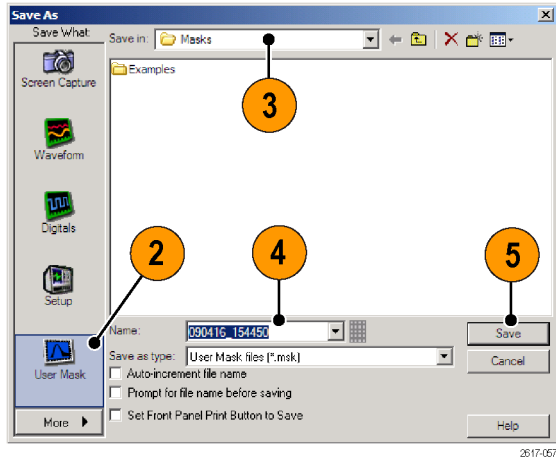 Save As
Save What:
Save in: Masks
Screen Capture
Examples
3
Waveform
Digitals
2
4
5
Setup
Name: 090416_154450
Save
Save as type: User Mask files (*.msk)
Cancel
User Mask
Auto-increment file name
Prompt for file name before saving
Set Front Panel Print Button to Save
More
Help
2617-057